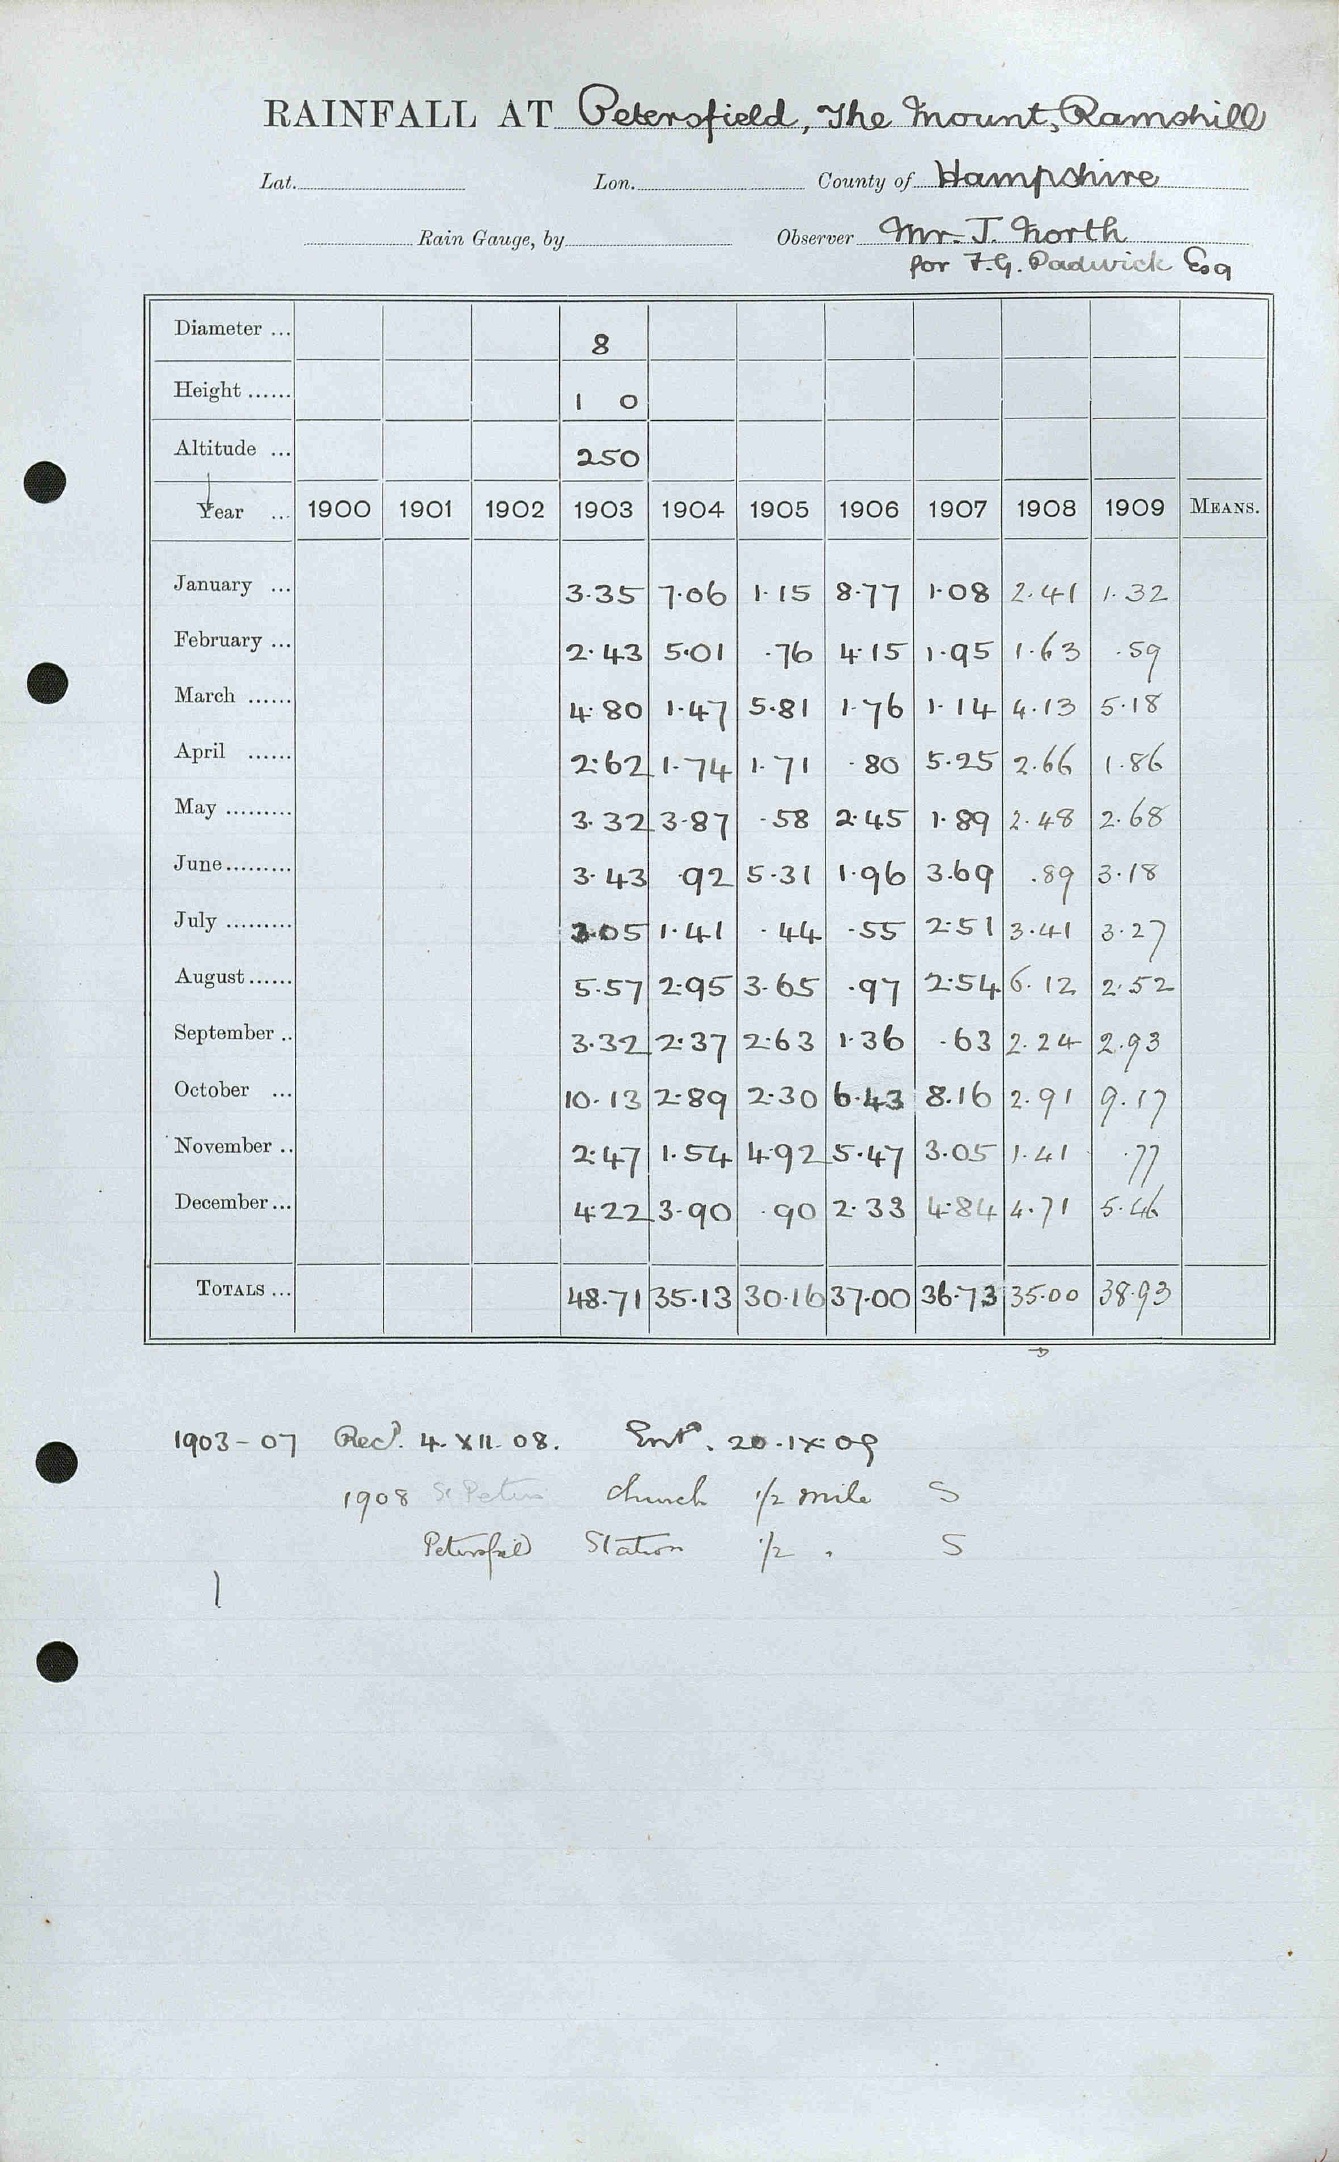 RAINFALL AT Petersfield, The Mount, Ramshill
Lat. Lon. County of Hampshire
Rain Gauge, by Observer Mr. J. North
for F.G. Padwick Esq
Diameter ... 8
Height ...... 1 0
Altitude ... 250
Year ... 1900 1901 1902 1903 1904 1905 1906 1907 1908 1909 MEANS.
January ... 3.35 7.06 1.15 8.77 1.08 2.41 1.32
February ... 2.43 5.01 .76 4.15 1.95 1.63 .59
March ...... 4.80 1.47 5.81 1.76 1.14 4.13 5.18
April ...... 2.62 1.74 1.71 .80 5.25 2.66 1.86
May ......... 3.32 3.87 .58 2.45 1.89 2.48 2.68
June ......... 3.43 .92 5.31 1.96 3.69 .89 3.18
July ......... 3.05 1.41 .44 .55 2.51 3.41 3.27
August ...... 5.57 2.95 3.65 .97 2.54 6.12 2.52
September .. 3.32 2.37 2.63 1.36 .63 2.24 2.93
October ... 10.13 2.89 2.30 6.43 8.16 2.91 9.17
November .. 2.47 1.54 4.92 5.47 3.05 1.41 .77
December ... 4.22 3.90 .90 2.33 4.84 4.71 5.46
TOTALS ... 48.71 35.13 30.16 37.00 36.73 35.00 38.93
1903-07 Recd. 4.XII.08. Entd. 20.IX.09
1908 St Peters Church 1/2 mile S
Petersfield Station 1/2 " S